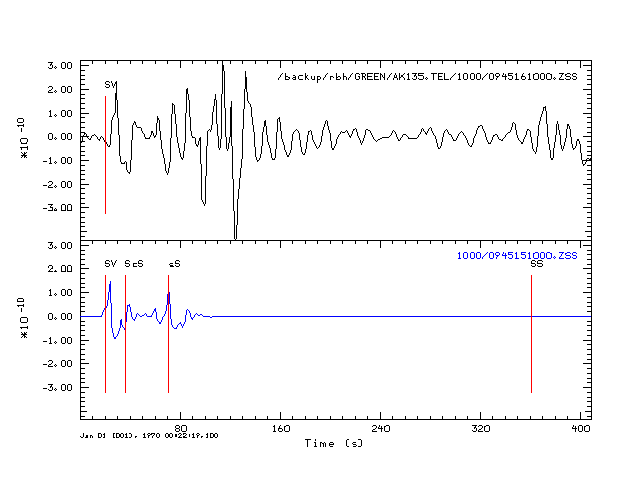 3.00
/backup/rbh/GREEN/AK135.TEL/1000/0945161000.ZSS
SV
2.00
1.00
0.00
-1.00
-2.00
-3.00
*10 -10
3.00
1000/0945151000.ZSS
SV ScS sS SS
2.00
1.00
0.00
-1.00
-2.00
-3.00
*10 -10
80 160 240 320 400
Jan 01 (001), 1970 00:22:19.100
Time (s)